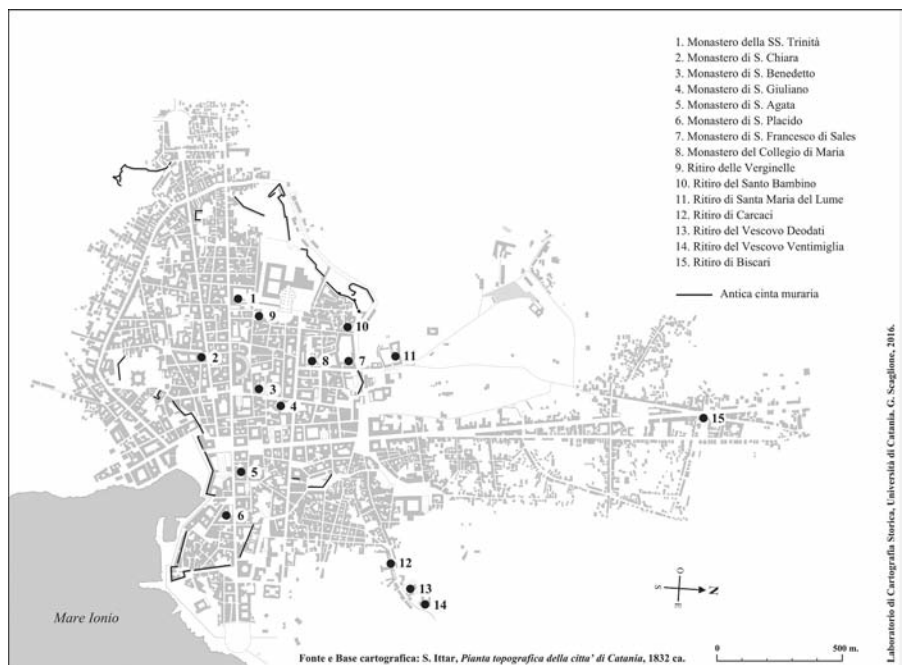 1. Monastero della SS. Trinità
2. Monastero di S. Chiara
3. Monastero di S. Benedetto
4. Monastero di S. Giuliano
5. Monastero di S. Agata
6. Monastero di S. Placido
7. Monastero di S. Francesco di Sales
8. Monastero del Collegio di Maria
9. Ritiro delle Verginelle
10. Ritiro del Santo Bambino
11. Ritiro di Santa Maria del Lume
12. Ritiro di Carcaci
13. Ritiro del Vescovo Deodati
14. Ritiro del Vescovo Ventimiglia
15. Ritiro di Biscari
Antica cinta muraria
1
9
10
2
8
7
11
3
4
15
5
6
12
13
14
O
S
N
E
Mare Ionio
0
500 m.
Fonte e Base cartografica: S. Ittar, Pianta topografica della citta' di Catania, 1832 ca.
Laboratorio di Cartografia Storica, Università di Catania. G. Scaglione, 2016.